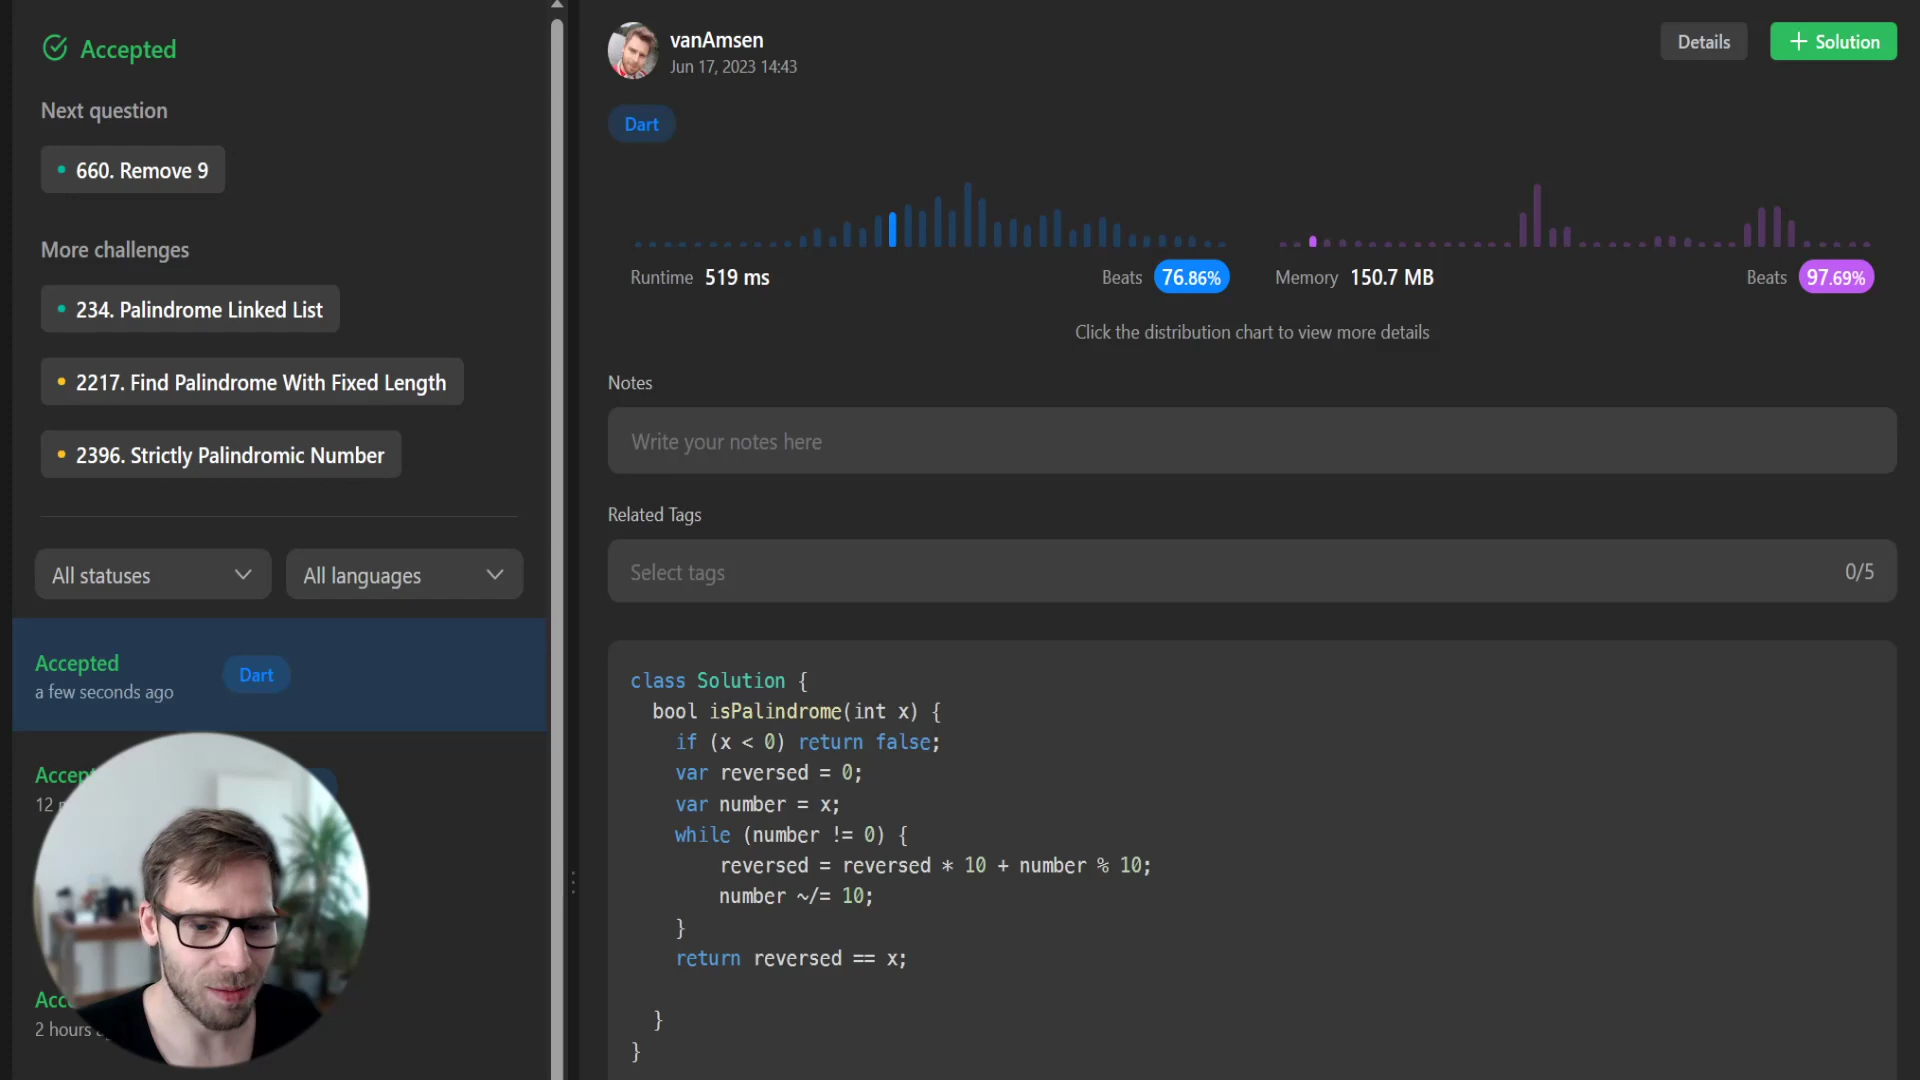 Accepted
Next question
660. Remove 9
More challenges
234. Palindrome Linked List
2217. Find Palindrome With Fixed Length
2396. Strictly Palindromic Number
All statuses
All languages
Accepted
Dart
a few seconds ago
Accept
12
Acc
2 hours
vanAmsen
Jun 17, 2023 14:43
Details
+ Solution
Dart
Runtime 519 ms
Beats 76.86%
Memory 150.7 MB
Beats 97.69%
Click the distribution chart to view more details
Notes
Write your notes here
Related Tags
Select tags
0/5
class Solution {
bool isPalindrome(int x) {
if (x < 0) return false;
var reversed = 0;
var number = x;
while (number != 0) {
reversed = reversed * 10 + number % 10;
number ~/= 10;
}
return reversed == x;
}
}